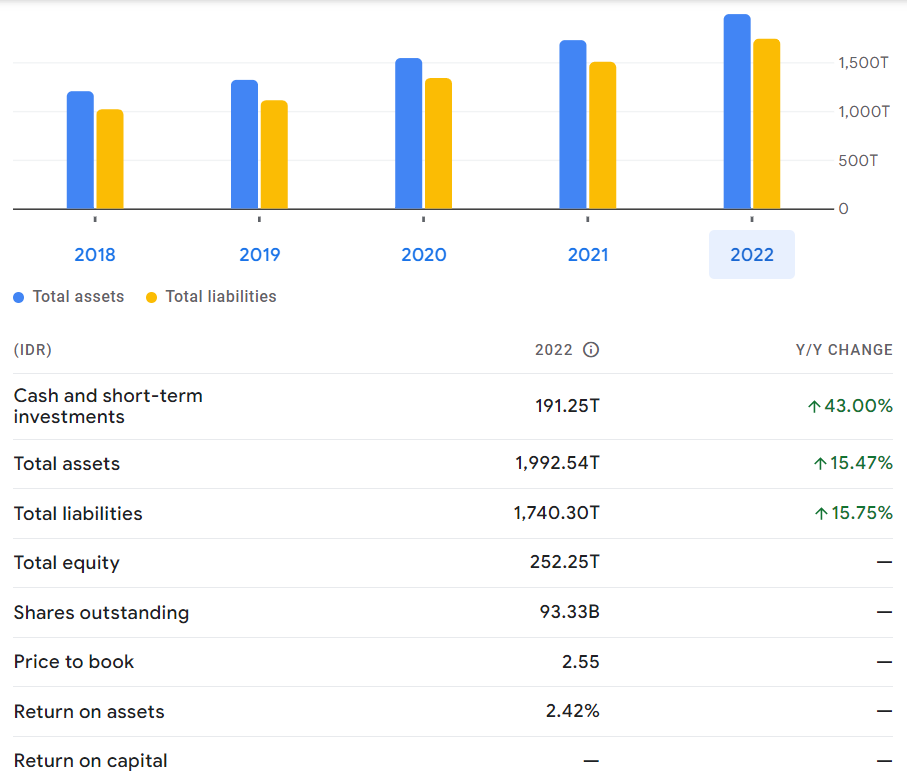 1,500T
1,000T
500T
0
2018 2019 2020 2021 2022
Total assets Total liabilities
(IDR) 2022 Y/Y CHANGE
Cash and short-term
investments 191.25T ↑43.00%
Total assets 1,992.54T ↑15.47%
Total liabilities 1,740.30T ↑15.75%
Total equity 252.25T —
Shares outstanding 93.33B —
Price to book 2.55 —
Return on assets 2.42% —
Return on capital — —